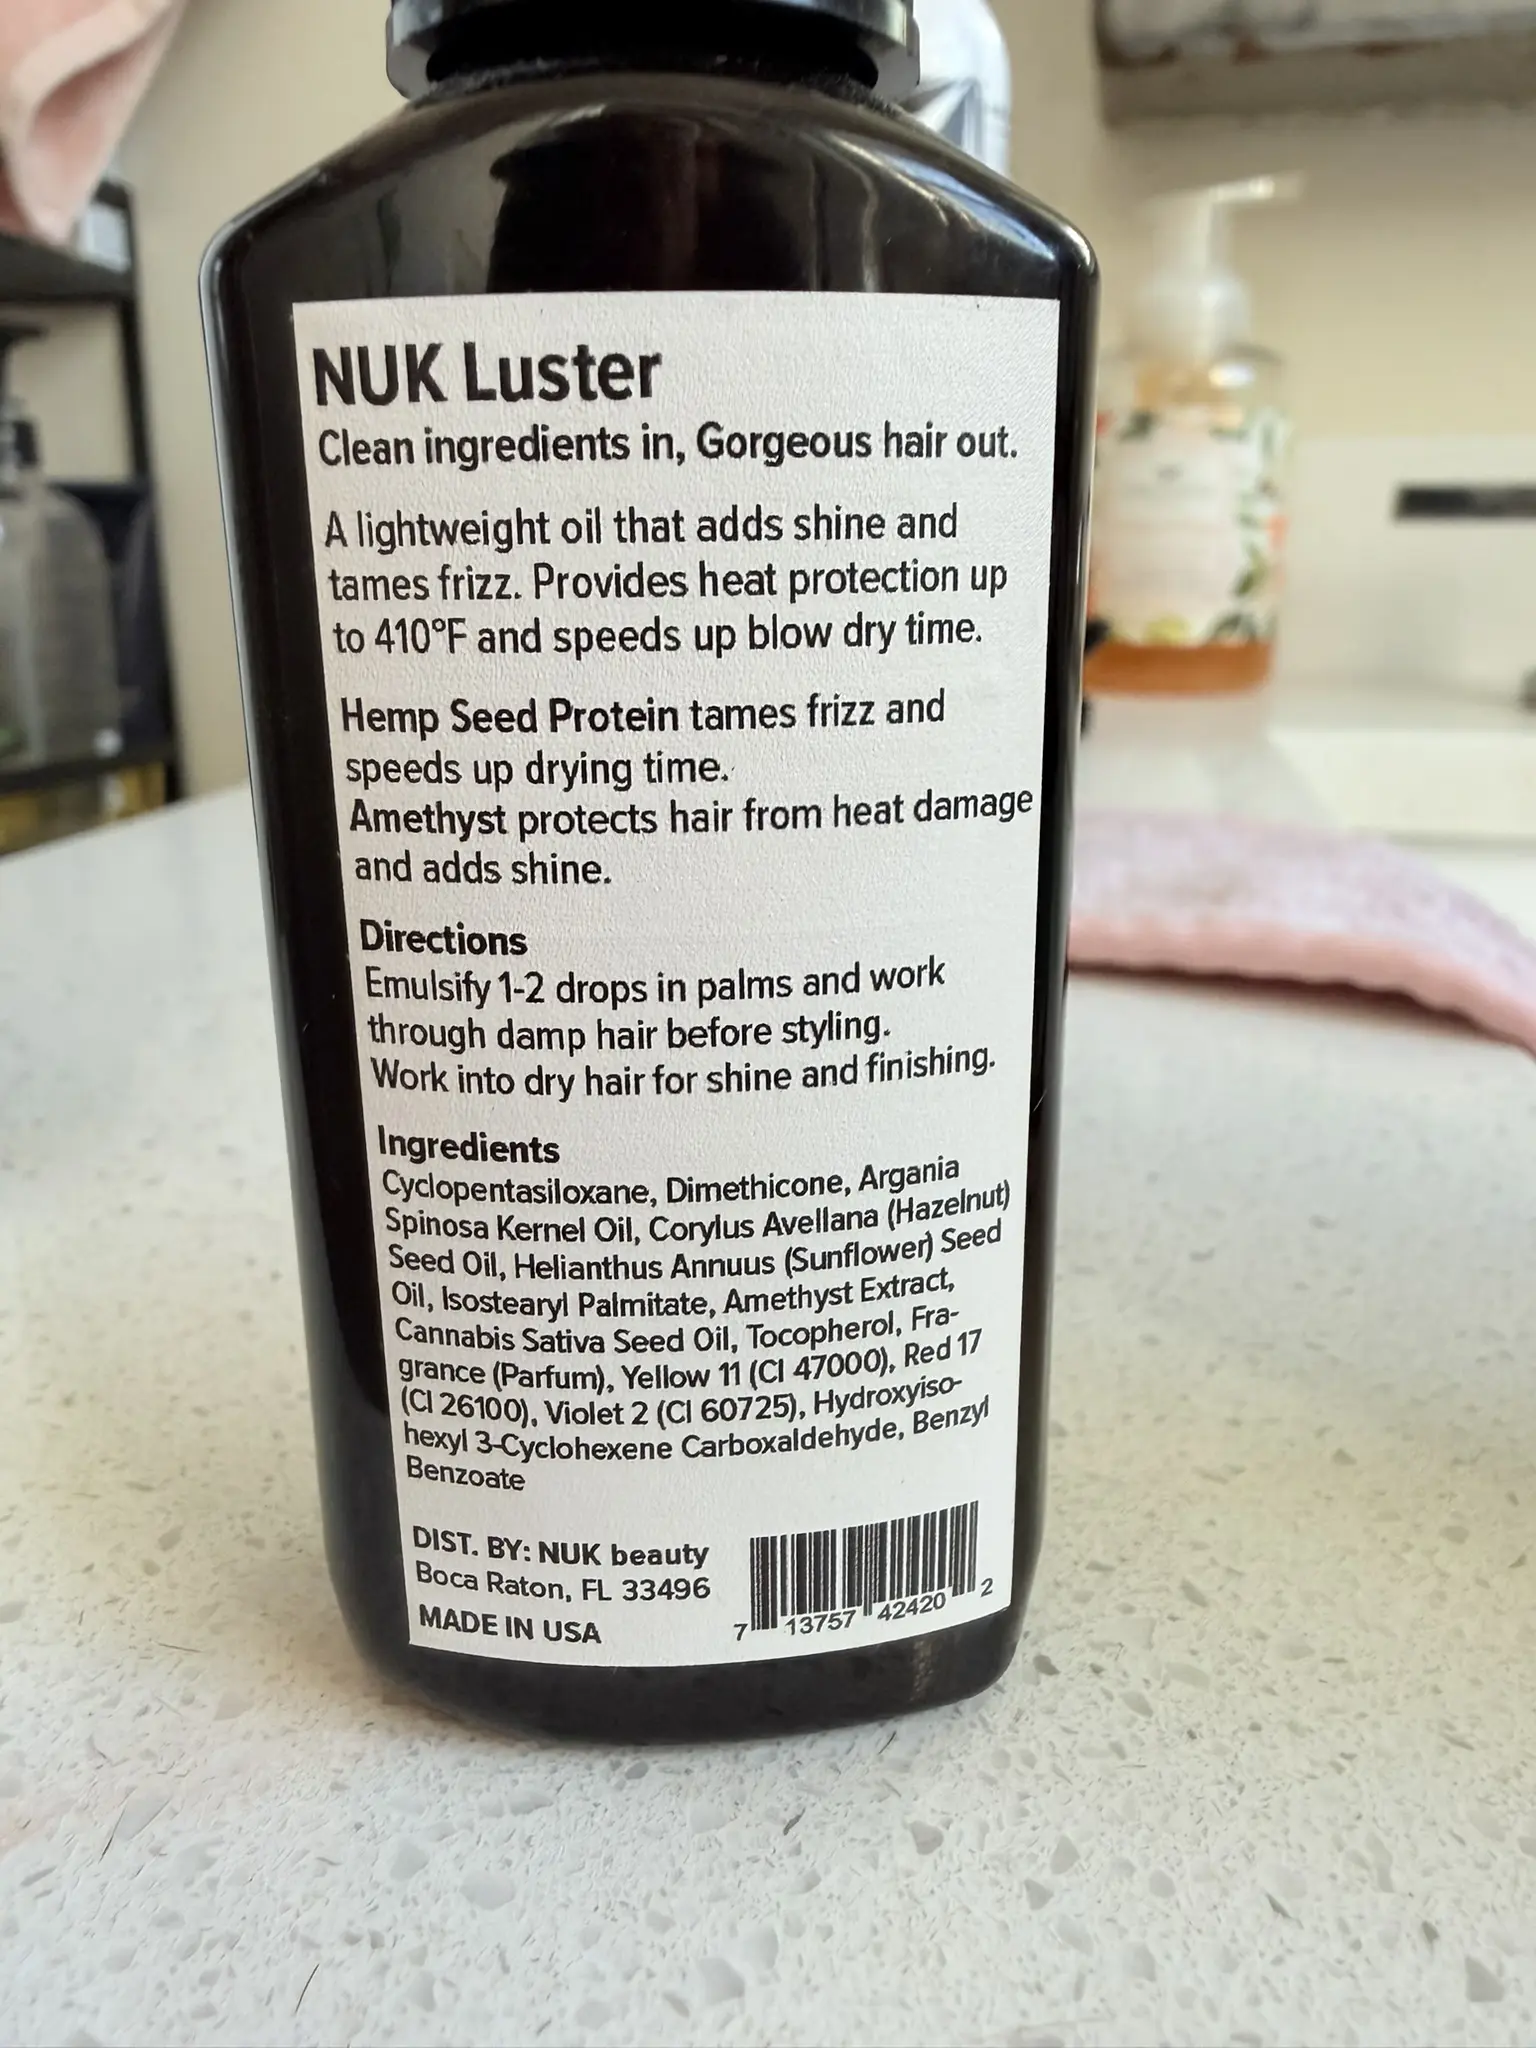 NUK Luster
Clean ingredients in, Gorgeous hair out.
A lightweight oil that adds shine and
tames frizz. Provides heat protection up
to 410°F and speeds up blow dry time.
Hemp Seed Protein tames frizz and
speeds up drying time.
Amethyst protects hair from heat damage
and adds shine.
Directions
Emulsify 1-2 drops in palms and work
through damp hair before styling.
Work into dry hair for shine and finishing.
Ingredients
Cyclopentasiloxane, Dimethicone, Argania
Spinosa Kernel Oil, Corylus Avellana (Hazelnut)
Seed Oil, Helianthus Annuus (Sunflower) Seed
Oil, Isostearyl Palmitate, Amethyst Extract,
Cannabis Sativa Seed Oil, Tocopherol, Fra-
grance (Parfum), Yellow 11 (CI 47000), Red 17
(CI 26100), Violet 2 (CI 60725), Hydroxyiso-
hexyl 3-Cyclohexene Carboxaldehyde, Benzyl
Benzoate
DIST. BY: NUK beauty
Boca Raton, FL 33496
MADE IN USA
7 13757 42420 2